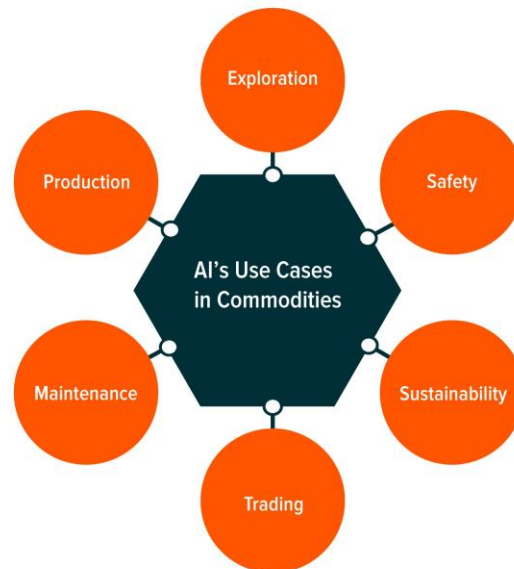 Exploration
Production
Safety
AI's Use Cases
in Commodities
Maintenance
Sustainability
Trading